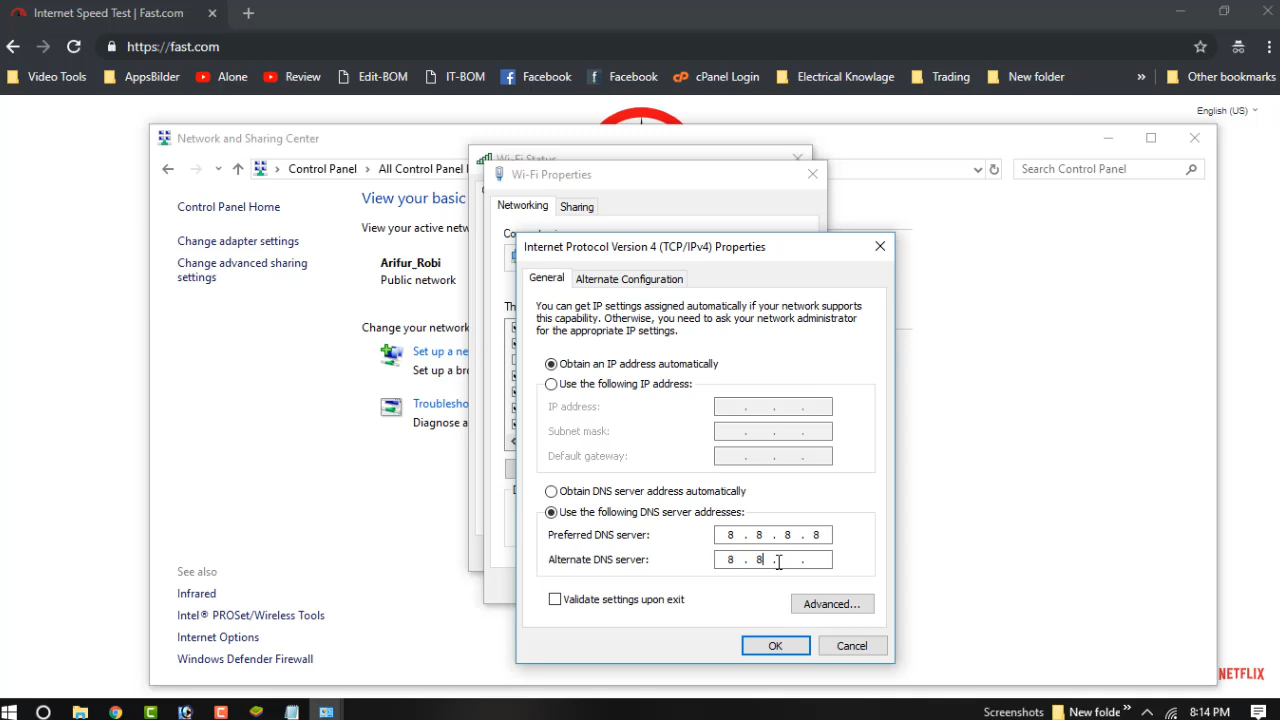 Internet Speed Test | Fast.com
https://fast.com
Video Tools AppsBilder Alone Review Edit-BOM IT-BOM Facebook Facebook cPanel Login Electrical Knowlage Trading New folder » Other bookmarks
English (US)
Network and Sharing Center
Control Panel All Control Panel
Search Control Panel
Control Panel Home
Change adapter settings
Change advanced sharing
settings
View your basic
View your active netw
Arifur_Robi
Public network
Change your network
Set up a ne
Set up a bro
Troublesho
Diagnose a
See also
Infrared
Intel® PROSet/Wireless Tools
Internet Options
Windows Defender Firewall
Wi-Fi Status
Wi-Fi Properties
Networking Sharing
Co
Th
Internet Protocol Version 4 (TCP/IPv4) Properties
General Alternate Configuration
You can get IP settings assigned automatically if your network supports
this capability. Otherwise, you need to ask your network administrator
for the appropriate IP settings.
Obtain an IP address automatically
Use the following IP address:
IP address: . . .
Subnet mask: . . .
Default gateway: . . .
Obtain DNS server address automatically
Use the following DNS server addresses:
Preferred DNS server: 8 . 8 . 8 . 8
Alternate DNS server: 8 . 8 . .
Validate settings upon exit
Advanced...
OK Cancel
NETFLIX
Screenshots New folde » 8:14 PM